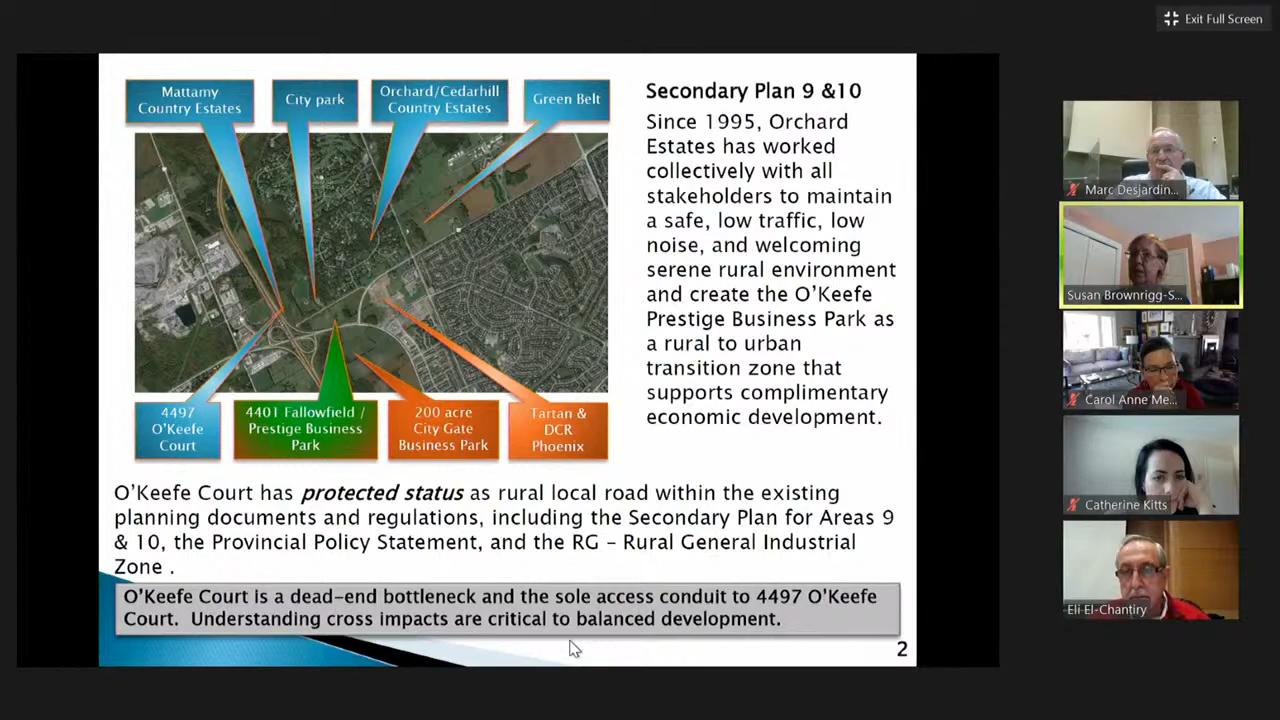 Exit Full Screen
Mattamy
Country Estates
City park
Orchard/Cedarhill
Country Estates
Green Belt
4497
O'Keefe
Court
4401 Fallowfield /
Prestige Business
Park
200 acre
City Gate
Business Park
Tartan &
DCR
Phoenix
Secondary Plan 9 &10
Since 1995, Orchard
Estates has worked
collectively with all
stakeholders to maintain
a safe, low traffic, low
noise, and welcoming
serene rural environment
and create the O'Keefe
Prestige Business Park as
a rural to urban
transition zone that
supports complimentary
economic development.
O'Keefe Court has protected status as rural local road within the existing
planning documents and regulations, including the Secondary Plan for Areas 9
& 10, the Provincial Policy Statement, and the RG – Rural General Industrial
Zone .
O'Keefe Court is a dead-end bottleneck and the sole access conduit to 4497 O'Keefe
Court. Understanding cross impacts are critical to balanced development.
2
Marc Desjardin...
Susan Brownrigg-S...
Carol Anne Me...
Catherine Kitts
Eli El-Chantiry